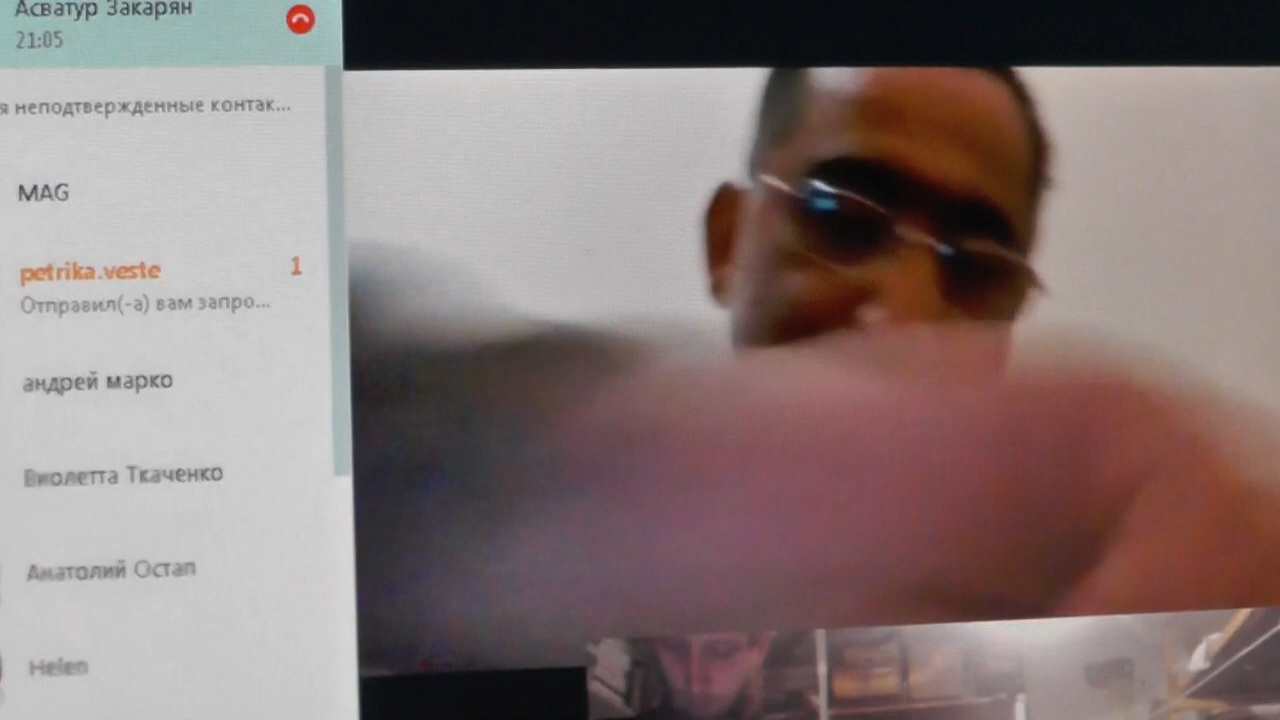 Асватур Закарян
21:05
я неподтвержденные контак...
MAG
petrika.veste 1
Отправил(-а) вам запро...
андрей марко
Виолетта Ткаченко
Анатолий Остап
Helen